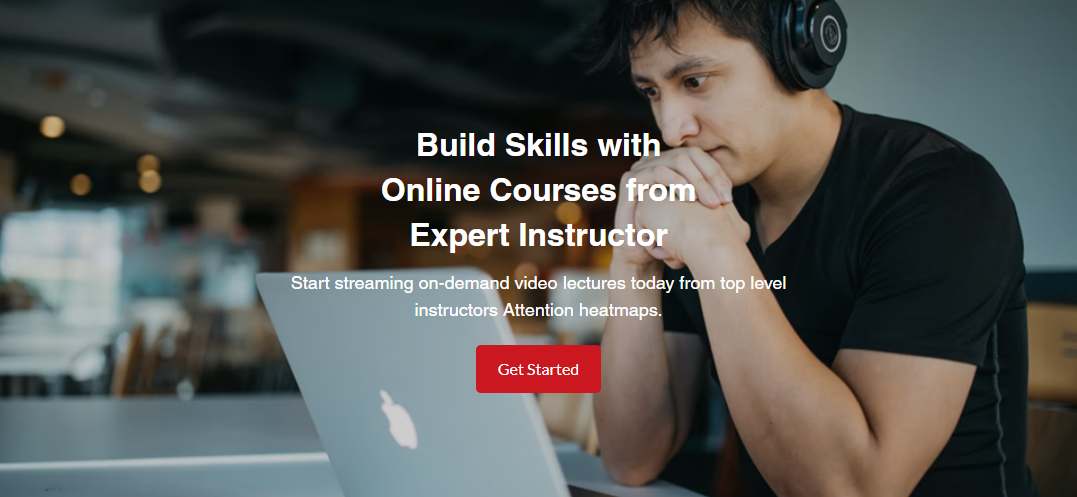 Build Skills with
Online Courses from
Expert Instructor
Start streaming on-demand video lectures today from top level
instructors Attention heatmaps.
Get Started